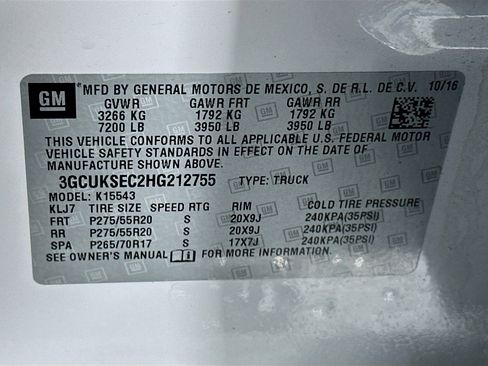 GM
*MFD BY GENERAL MOTORS DE MEXICO, S. DE R.L. DE C.V. 10/16
GVWR GAWR FRT GAWR RR
3266 KG 1792 KG 1792 KG
7200 LB 3950 LB 3950 LB
THIS VEHICLE CONFORMS TO ALL APPLICABLE U.S. FEDERAL MOTOR
VEHICLE SAFETY STANDARDS IN EFFECT ON THE DATE OF
MANUFACTURE SHOWN ABOVE.
3GCUKSEC2HG212755 TYPE: TRUCK
MODEL: K15543
KLJ7 TIRE SIZE SPEED RTG RIM COLD TIRE PRESSURE
FRT P275/55R20 S 20X9J 240KPA(35PSI)
RR P275/55R20 S 20X9J 240KPA(35PSI)
SPA P265/70R17 S 17X7J 240KPA(35PSI)
SEE OWNER'S MANUAL FOR MORE INFORMATION.